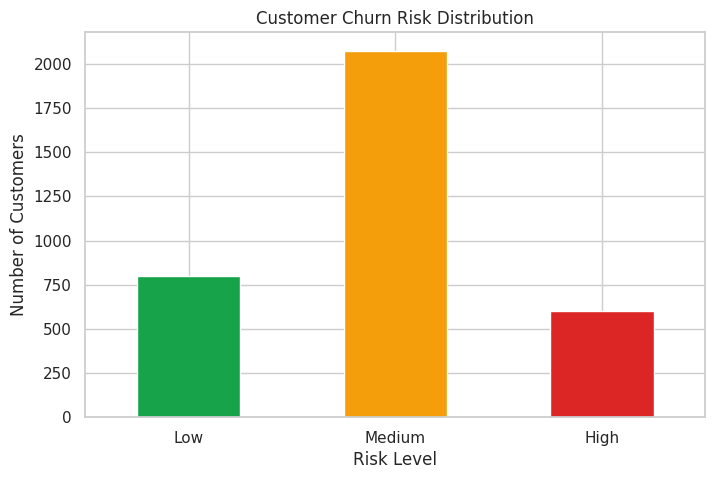 Customer Churn Risk Distribution
Number of Customers
2000
1750
1500
1250
1000
750
500
250
0
Low Medium High
Risk Level